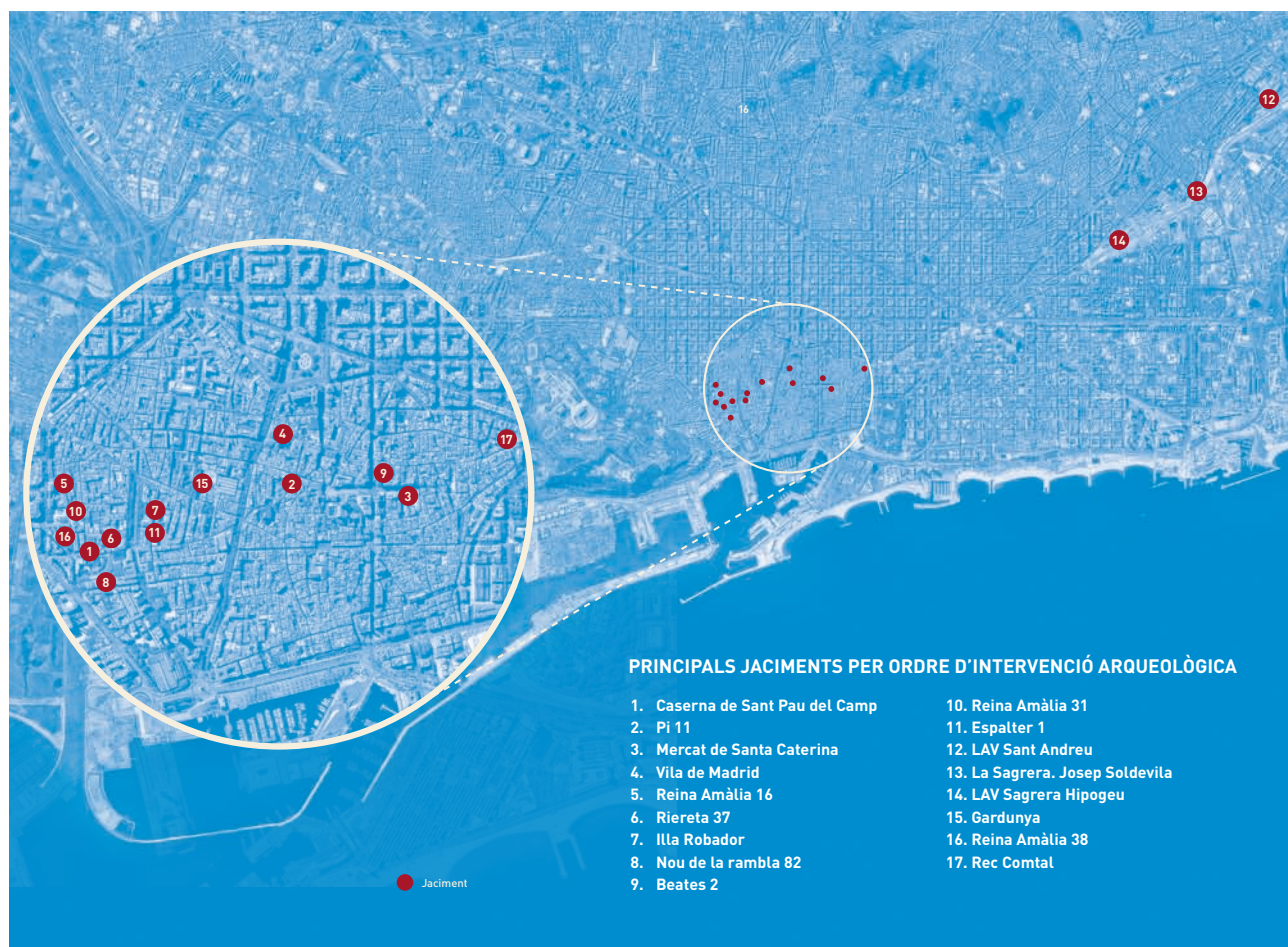 16
12
13
14
4
17
9
5
15
2
3
10
7
16
6
11
1
8
PRINCIPALS JACIMENTS PER ORDRE D'INTERVENCIÓ ARQUEOLÒGICA
1. Caserna de Sant Pau del Camp
2. Pi 11
3. Mercat de Santa Caterina
4. Vila de Madrid
5. Reina Amàlia 16
6. Riereta 37
7. Illa Robador
8. Nou de la rambla 82
9. Beates 2
10. Reina Amàlia 31
11. Espalter 1
12. LAV Sant Andreu
13. La Sagrera. Josep Soldevila
14. LAV Sagrera Hipogeu
15. Gardunya
16. Reina Amàlia 38
17. Rec Comtal
Jaciment